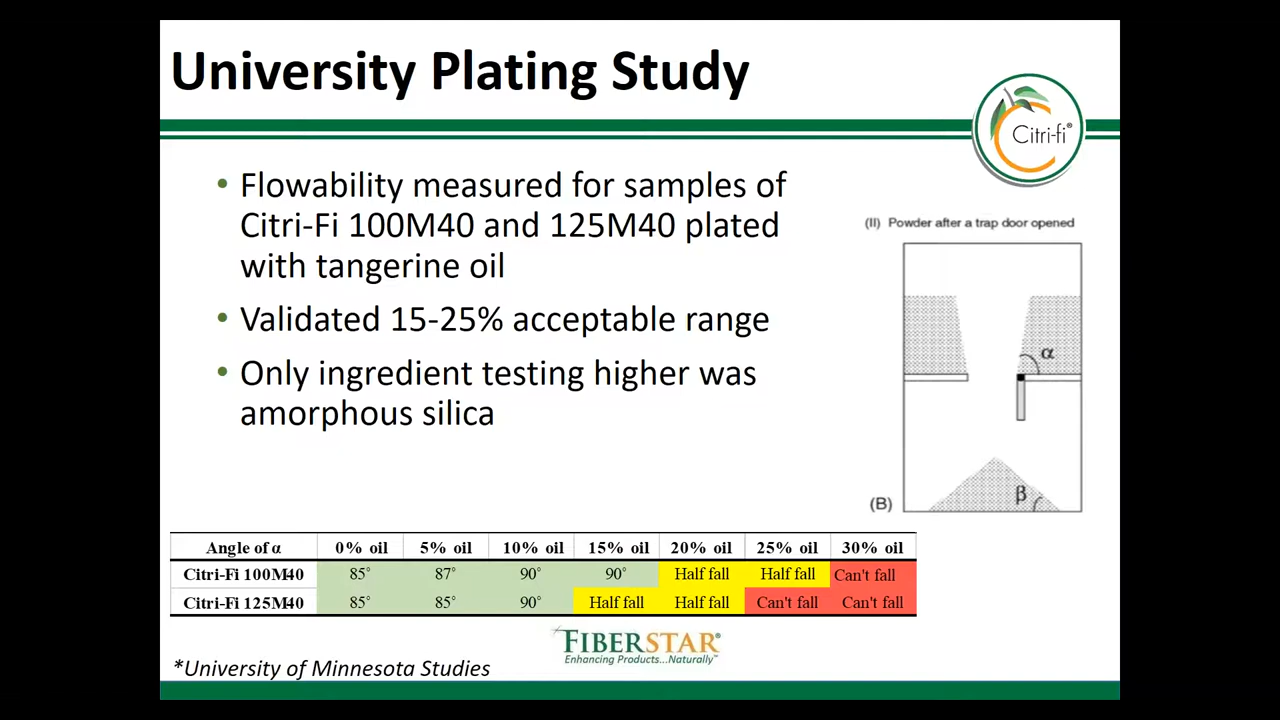 University Plating Study
Citri-fi®
• Flowability measured for samples of
Citri-Fi 100M40 and 125M40 plated
with tangerine oil
• Validated 15-25% acceptable range
• Only ingredient testing higher was
amorphous silica
(II) Powder after a trap door opened
α
β
(B)
Angle of α 0% oil 5% oil 10% oil 15% oil 20% oil 25% oil 30% oil
Citri-Fi 100M40 85° 87° 90° 90° Half fall Half fall Can't fall
Citri-Fi 125M40 85° 85° 90° Half fall Half fall Can't fall Can't fall
FIBERSTAR®
Enhancing Products...Naturally™
*University of Minnesota Studies